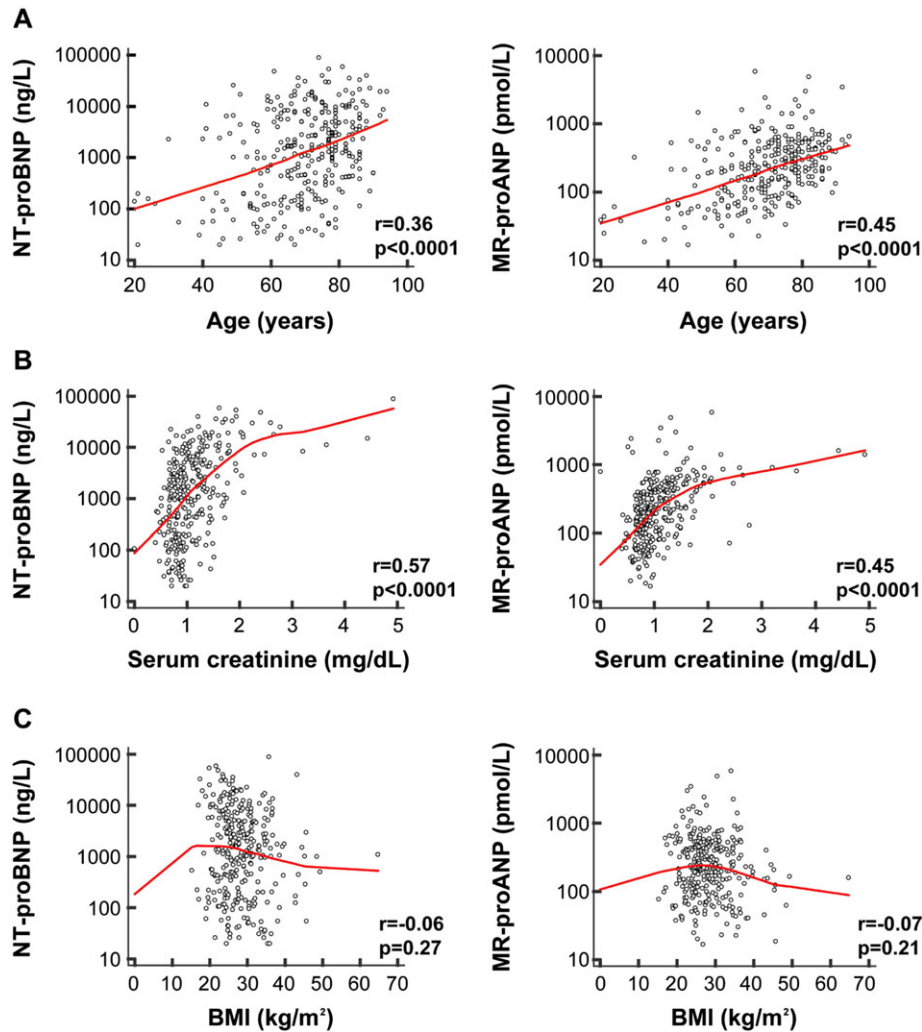 A
NT-proBNP (ng/L)
100000
10000
1000
100
10
20 40 60 80 100
Age (years)
r=0.36
p<0.0001
MR-proANP (pmol/L)
10000
1000
100
10
20 40 60 80 100
Age (years)
r=0.45
p<0.0001
B
NT-proBNP (ng/L)
100000
10000
1000
100
10
0 1 2 3 4 5
Serum creatinine (mg/dL)
r=0.57
p<0.0001
MR-proANP (pmol/L)
10000
1000
100
10
0 1 2 3 4 5
Serum creatinine (mg/dL)
r=0.45
p<0.0001
C
NT-proBNP (ng/L)
100000
10000
1000
100
10
0 10 20 30 40 50 60 70
BMI (kg/m²)
r=-0.06
p=0.27
MR-proANP (pmol/L)
10000
1000
100
10
0 10 20 30 40 50 60 70
BMI (kg/m²)
r=-0.07
p=0.21